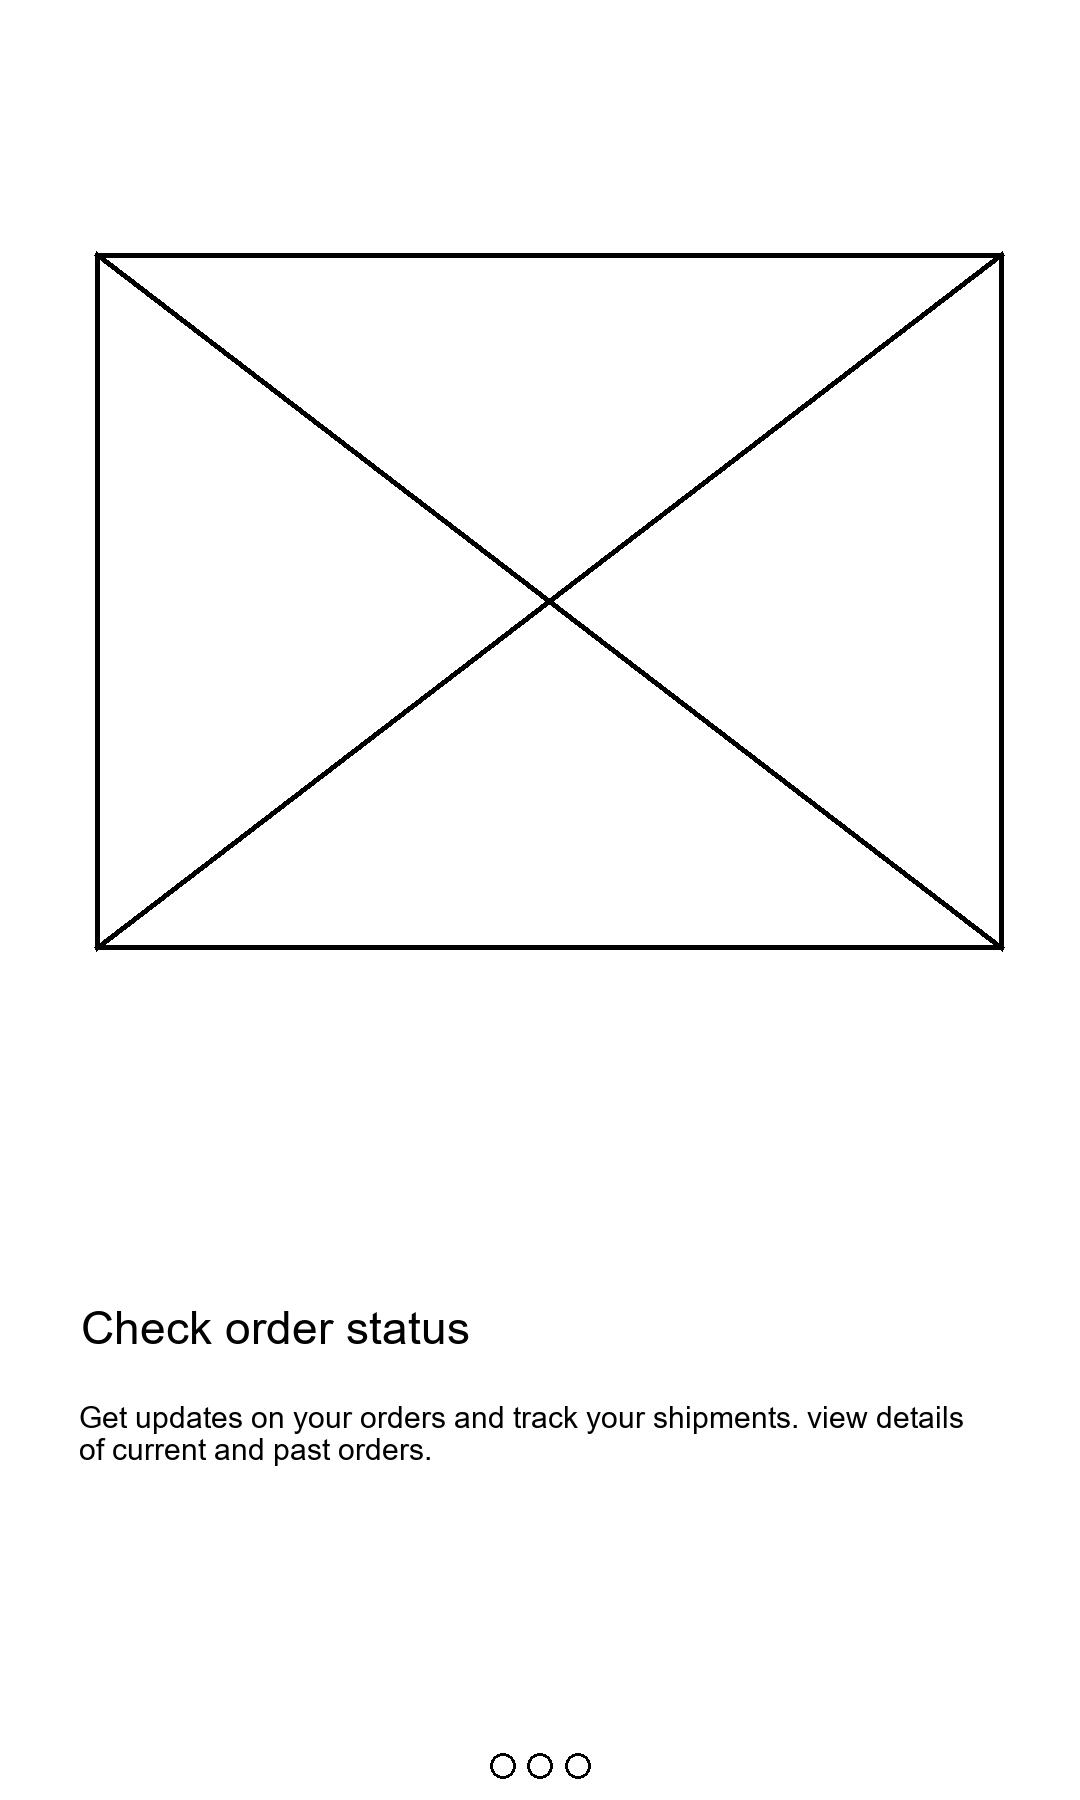 Check order status
Get updates on your orders and track your shipments. view details
of current and past orders.